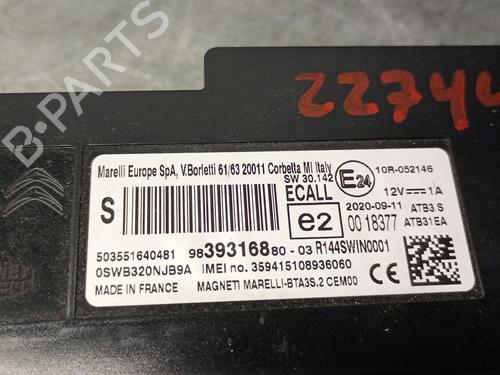 B-PARTS
22744
Marelli Europe SpA, V.Borletti 61/63 20011 Corbetta MI Italy
SW 30.142
E24
10R-052146
S
ECALL
12V 1A
e2
2020-09-11
ATB3 S
00 18377
ATB31EA
503551640461
9839316880-03
R144SWIN0001
0SWB320NJB9A
IMEI no. 359415108936060
CE
MADE IN FRANCE
MAGNETI MARELLI-BTA3S.2 CEM00